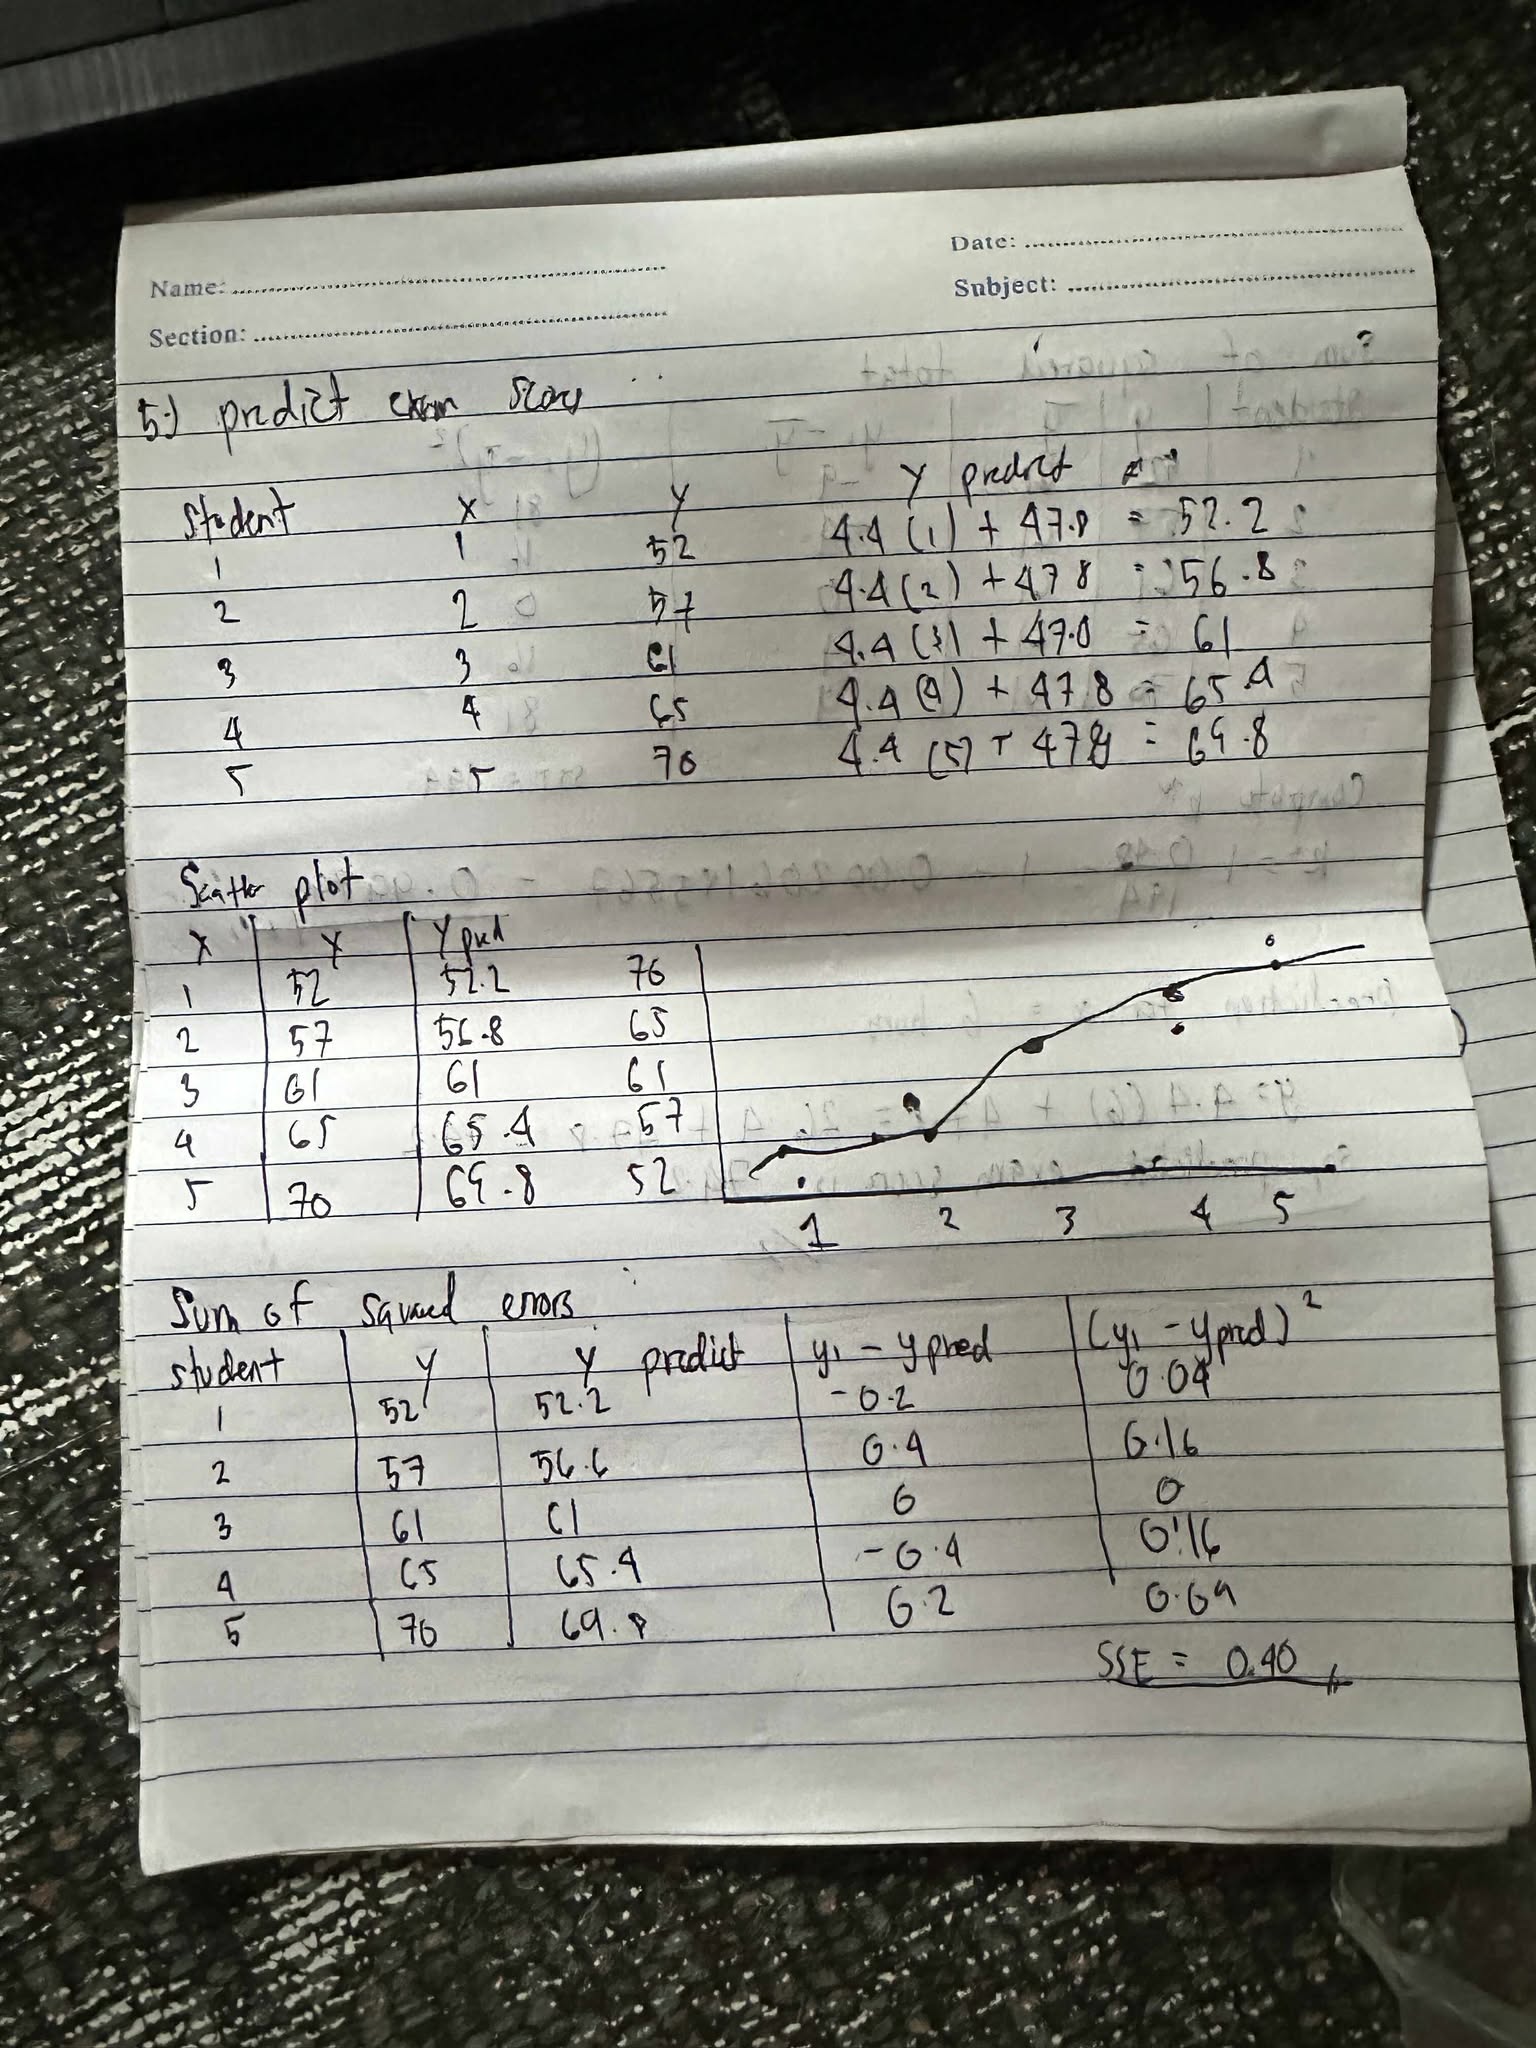 Name: ....................
Date: ....................
Section: ....................
Subject: ....................
5.) predict exam scores
Student X Y Y predict
1 1 52 4.4 (1) + 47.8 = 52.2
2 2 57 4.4 (2) + 47 8 = 56.8
3 3 61 4.4 (3) + 47.8 = 61
4 4 65 4.4 (4) + 47.8 = 65.4
5 5 70 4.4 (5) + 478 = 69.8
Scatter plot
X Y Y pred
1 52 52.2 70
2 57 56.8 65
3 61 61 61
4 65 65.4 57
5 70 69.8 52
1 2 3 4 5
Sum of squared errors
student Y Y predict y₁ - y pred (y₁ - y pred)²
1 52 52.2 -0.2 0.04
2 57 56.6 0.4 0.16
3 61 61 0 0
4 65 65.4 -0.4 0.16
5 70 69.8 0.2 0.04
SSE = 0.40